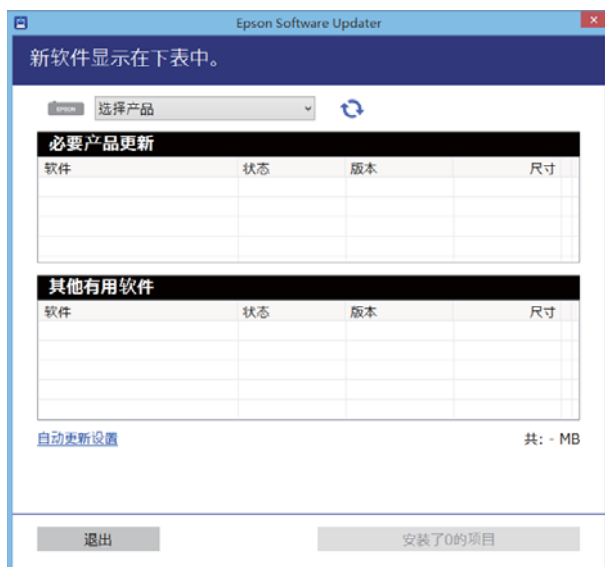 Epson Software Updater
新软件显示在下表中。
EPSON 选择产品
必要产品更新
软件 状态 版本 尺寸
其他有用软件
软件 状态 版本 尺寸
自动更新设置 共: - MB
退出 安装了0的项目